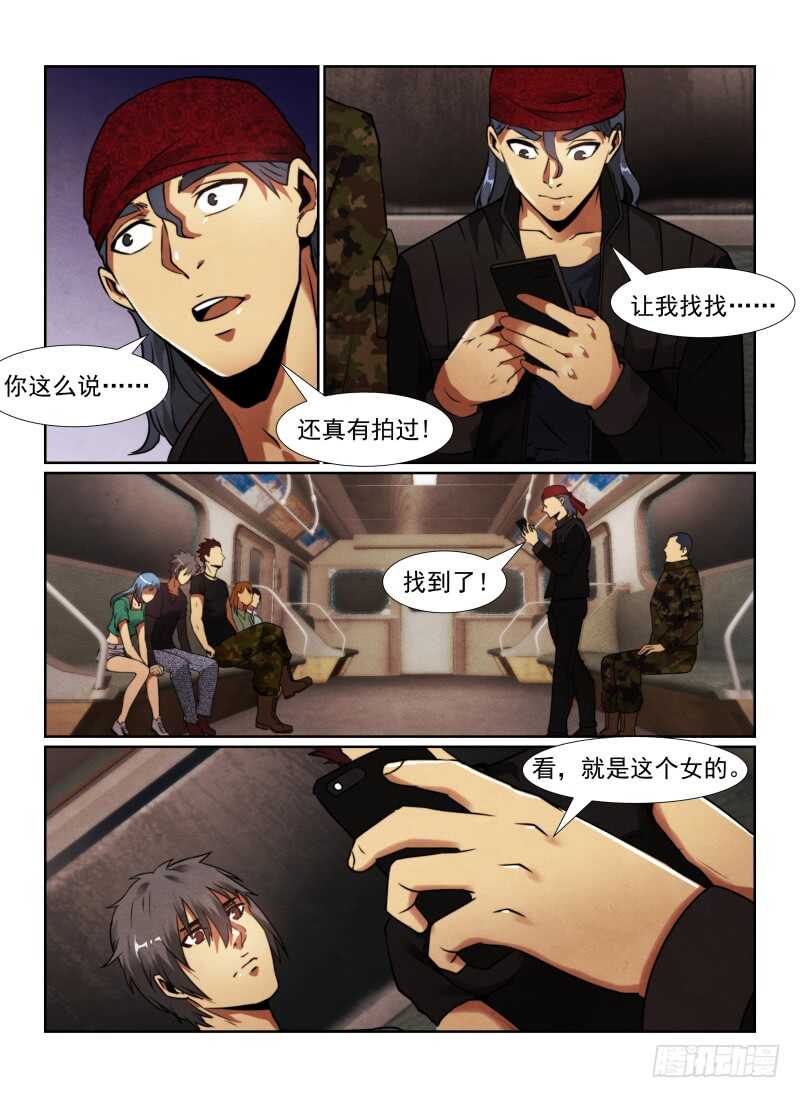 你这么说……
还真有拍过！
让我找找……
找到了！
看，就是这个女的。
腾讯动漫